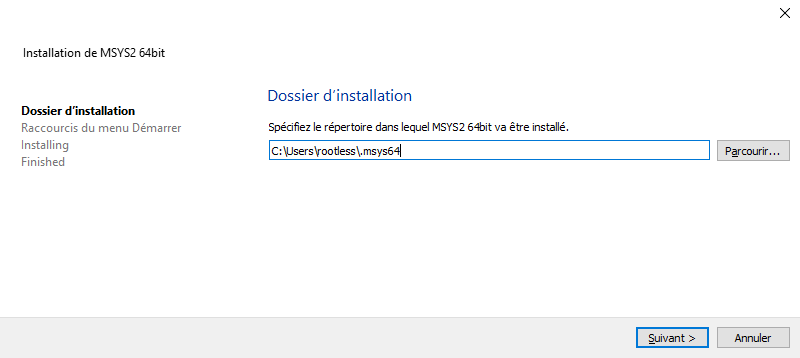 Installation de MSYS2 64bit
Dossier d'installation
Raccourcis du menu Démarrer
Installing
Finished
Dossier d'installation
Spécifiez le répertoire dans lequel MSYS2 64bit va être installé.
C:\Users\rootless\.msys64
Parcourir...
Suivant >
Annuler